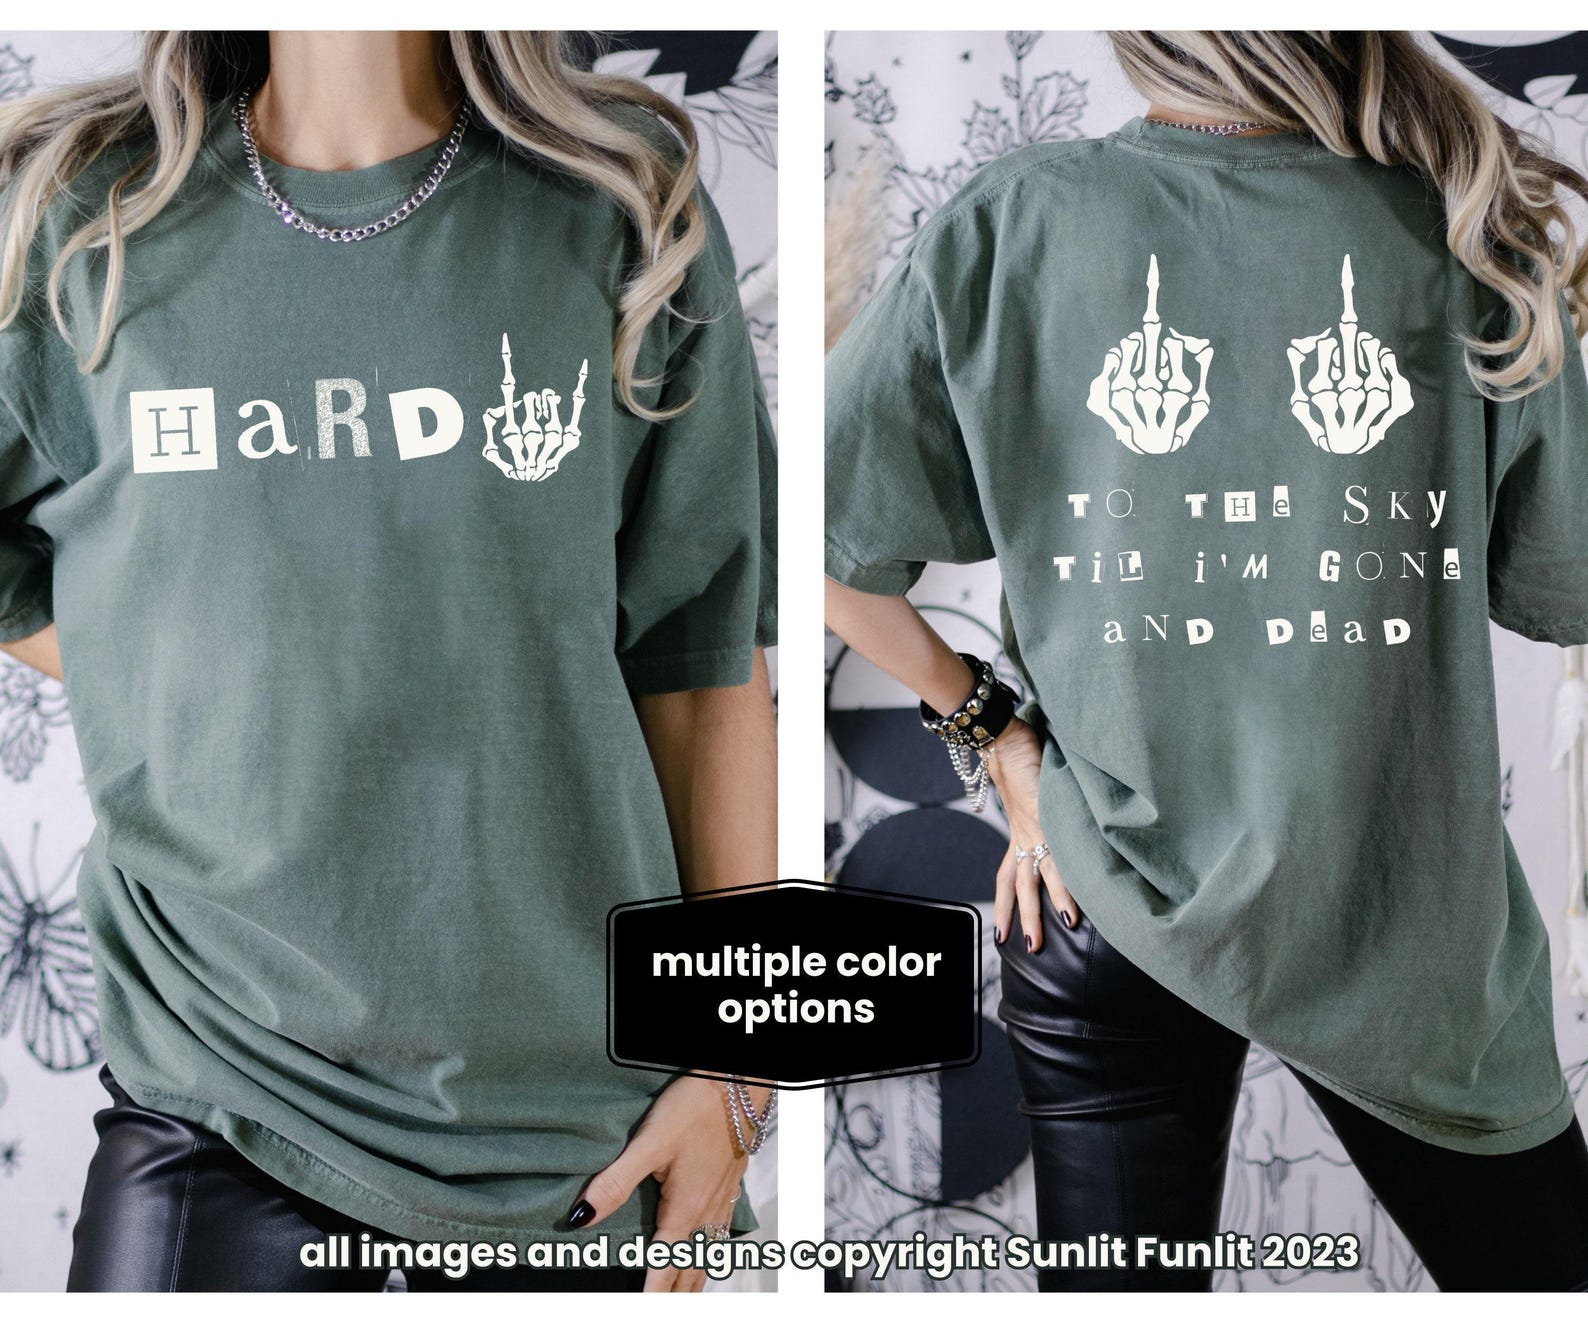 HaRD
TO THe SKy
TiL i'M GONe
aND DeaD
multiple color
options
all images and designs copyright Sunlit Funlit 2023